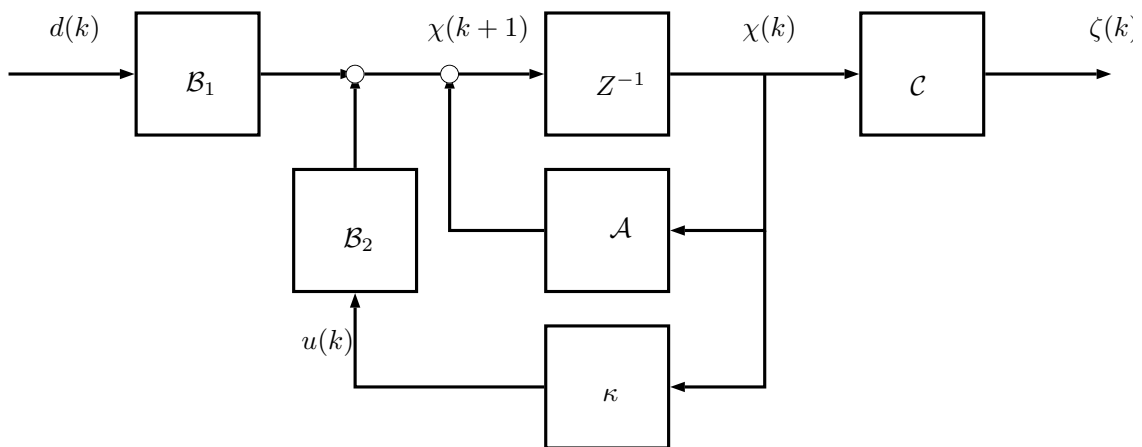 d(k)
χ(k + 1)
χ(k)
ζ(k)
ℬ₁
Z⁻¹
𝒞
ℬ₂
𝒜
u(k)
κ